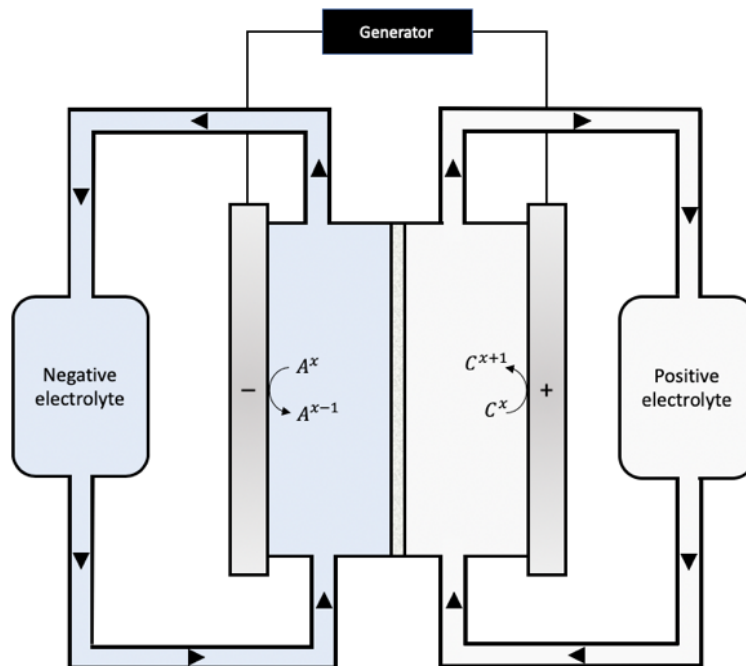 Generator
Negative
electrolyte
−
A^x
A^{x−1}
C^{x+1}
C^x
+
Positive
electrolyte